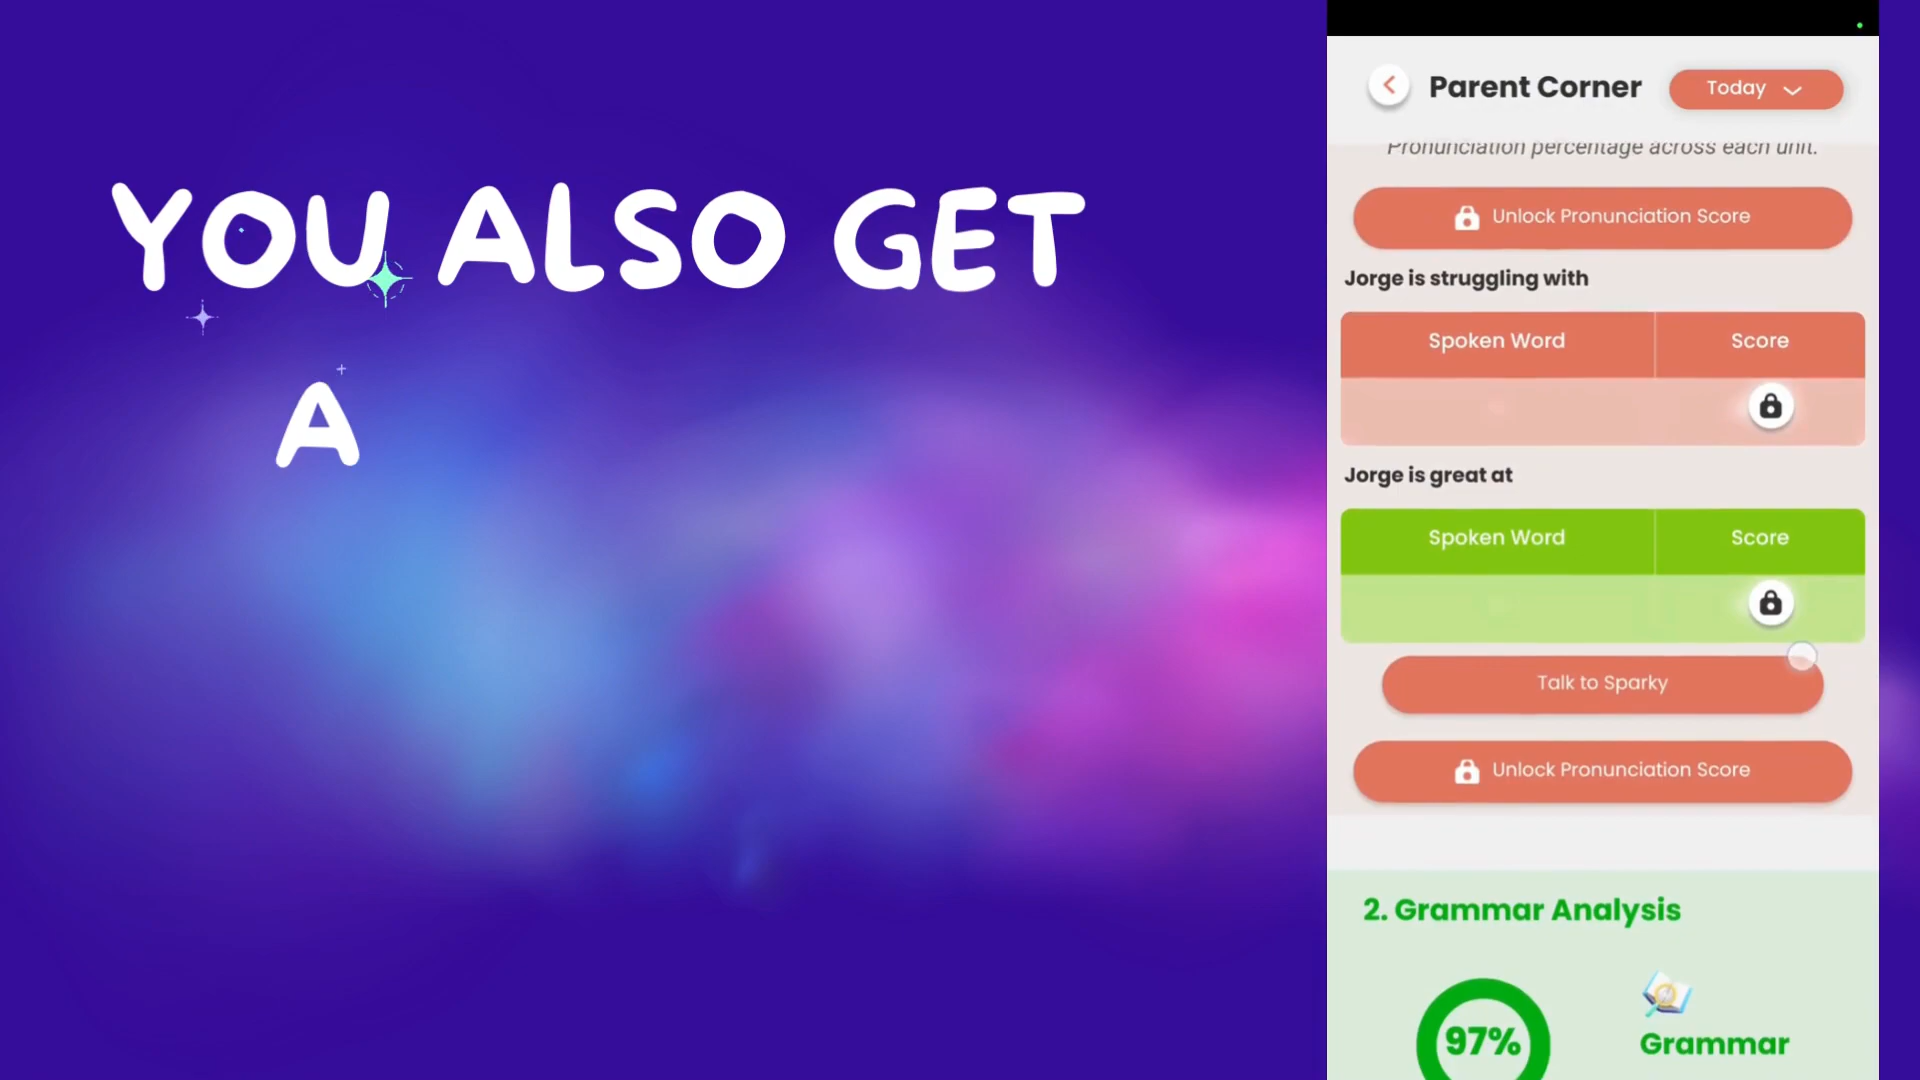 YOU ALSO GET
A
Parent Corner
Today
Pronunciation percentage across each unit.
Unlock Pronunciation Score
Jorge is struggling with
Spoken Word
Score
Jorge is great at
Spoken Word
Score
Talk to Sparky
Unlock Pronunciation Score
2. Grammar Analysis
97%
Grammar